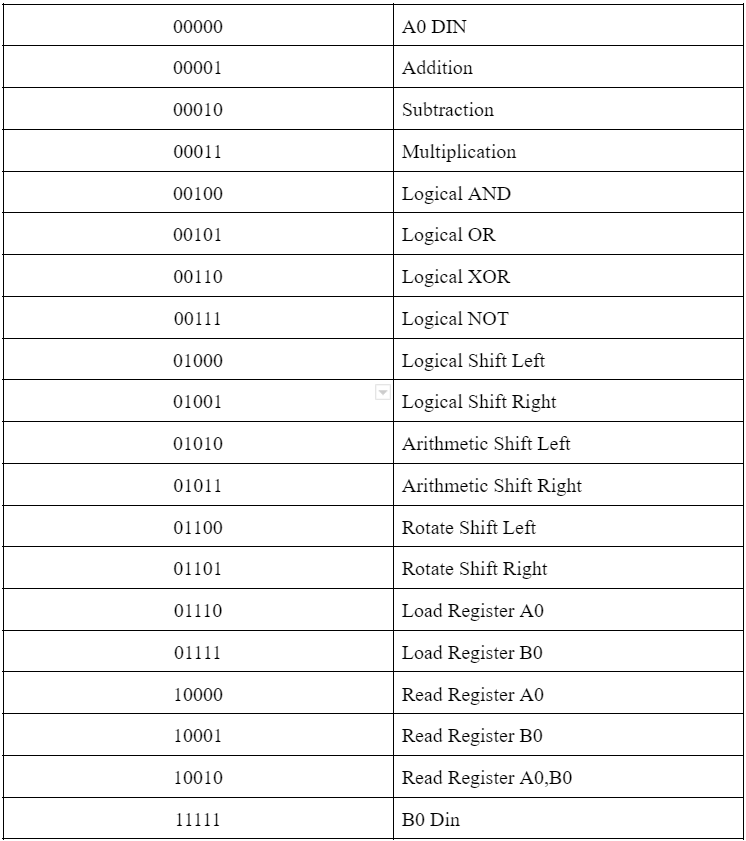 00000 A0 DIN
00001 Addition
00010 Subtraction
00011 Multiplication
00100 Logical AND
00101 Logical OR
00110 Logical XOR
00111 Logical NOT
01000 Logical Shift Left
01001 Logical Shift Right
01010 Arithmetic Shift Left
01011 Arithmetic Shift Right
01100 Rotate Shift Left
01101 Rotate Shift Right
01110 Load Register A0
01111 Load Register B0
10000 Read Register A0
10001 Read Register B0
10010 Read Register A0,B0
11111 B0 Din